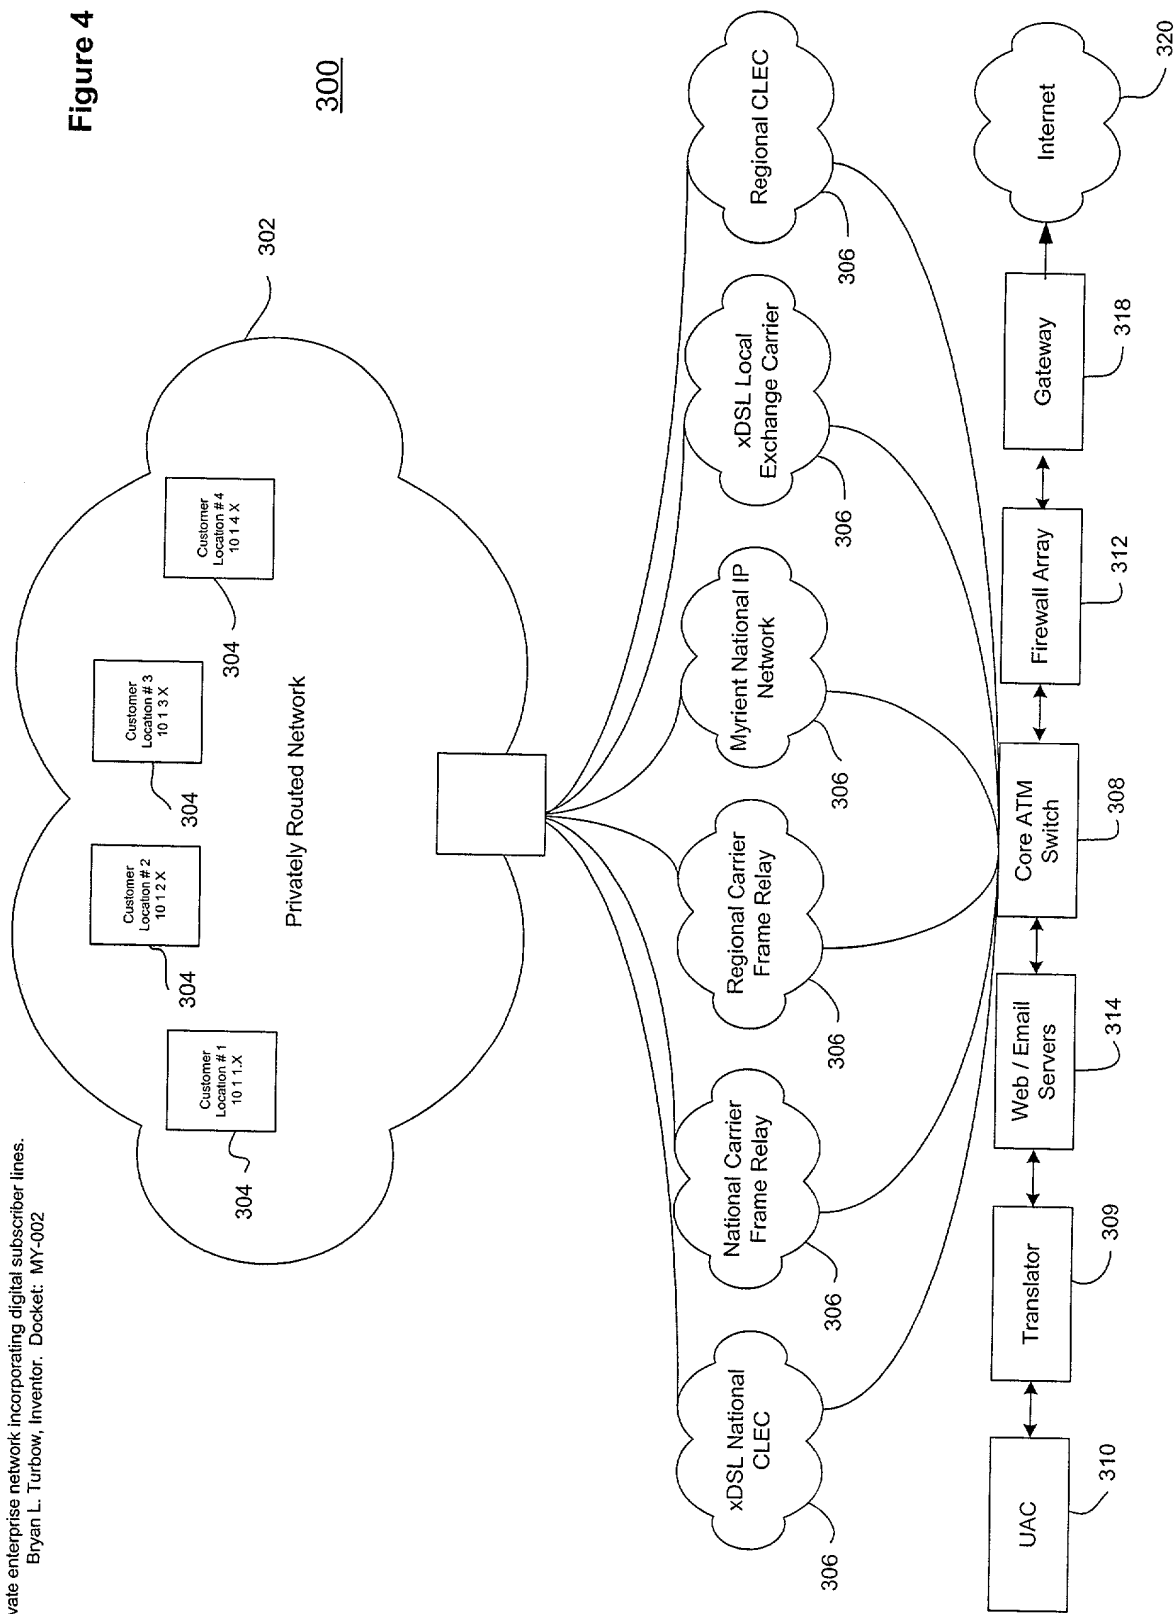 vate enterprise network incorporating digital subscriber lines.
Bryan L. Turbow, Inventor. Docket: MY-002
Figure 4
300
302
Customer
Location # 1
10 1 1.X
304
Customer
Location # 2
10 1 2 X
304
Customer
Location # 3
10 1 3 X
304
Customer
Location # 4
10 1 4 X
304
Privately Routed Network
xDSL National
CLEC
306
National Carrier
Frame Relay
306
Regional Carrier
Frame Relay
306
Myrient National IP
Network
306
xDSL Local
Exchange Carrier
306
Regional CLEC
306
UAC
310
Translator
309
Web / Email
Servers
314
Core ATM
Switch
308
Firewall Array
312
Gateway
318
Internet
320